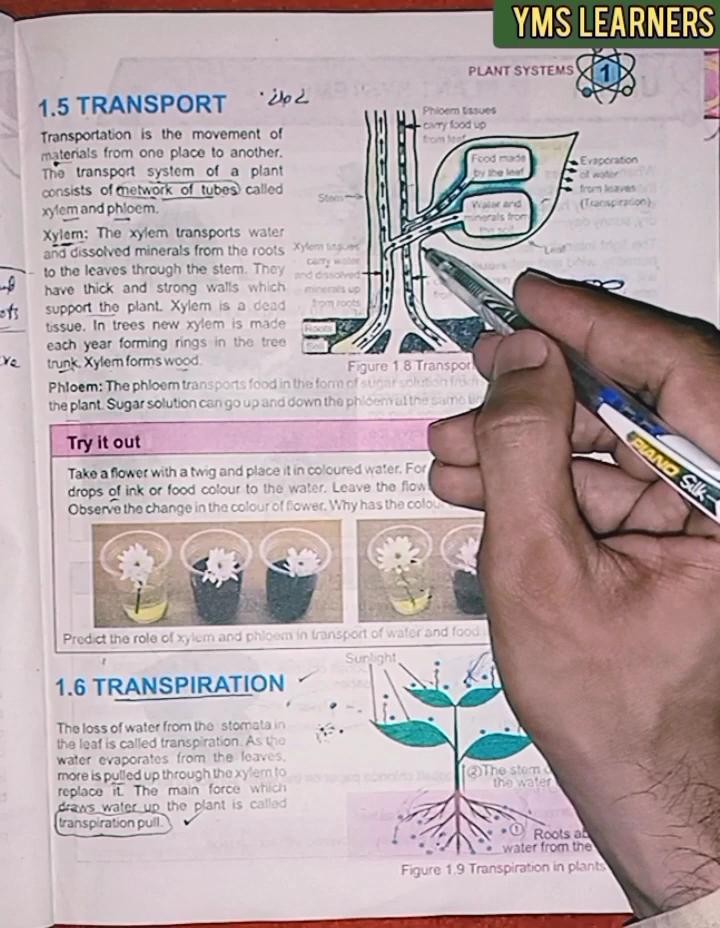 YMS LEARNERS
PLANT SYSTEMS
1
1.5 TRANSPORT
Transportation is the movement of
materials from one place to another.
The transport system of a plant
consists of network of tubes called
xylem and phloem.
Xylem: The xylem transports water
and dissolved minerals from the roots
to the leaves through the stem. They
have thick and strong walls which
support the plant. Xylem is a dead
tissue. In trees new xylem is made
each year forming rings in the tree
trunk. Xylem forms wood.
Phloem tissues
carry food up
from leaf
Food made
by the leaf
Water and
minerals from
the soil
Evaporation
of water
from leaves
(Transpiration)
Stem
Leaf
Xylem tissues
carry water
and dissolved
minerals up
from roots
Roots
Soil
Figure 1.8 Transpor
Phloem: The phloem transports food in the form of sugar solution from
the plant. Sugar solution can go up and down the phloem at the same
Try it out
Take a flower with a twig and place it in coloured water. For
drops of ink or food colour to the water. Leave the flow
Observe the change in the colour of flower. Why has the colou
Predict the role of xylem and phloem in transport of water and food
1.6 TRANSPIRATION
The loss of water from the stomata in
the leaf is called transpiration. As the
water evaporates from the leaves,
more is pulled up through the xylem to
replace it. The main force which
draws water up the plant is called
transpiration pull.
Sunlight
2 The stem
the water
1 Roots ab
water from the
Figure 1.9 Transpiration in plants
PIANO Silk